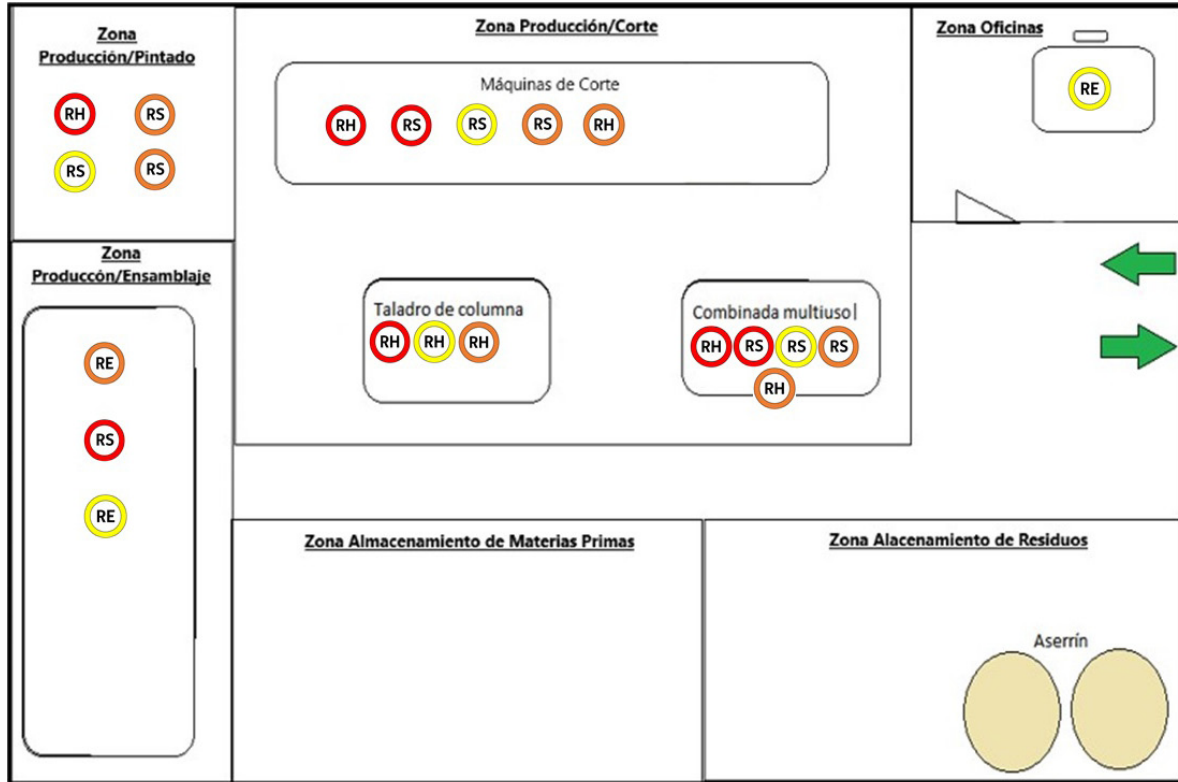 Zona
Producción/Pintado
RH
RS
RS
RS
Zona Producción/Corte
Máquinas de Corte
RH
RS
RS
RS
RH
Zona Oficinas
RE
Zona
Produccón/Ensamblaje
RE
RS
RE
Taladro de columna
RH
RH
RH
Combinada multiuso
RH
RS
RS
RS
RH
Zona Almacenamiento de Materias Primas
Zona Alacenamiento de Residuos
Aserrín